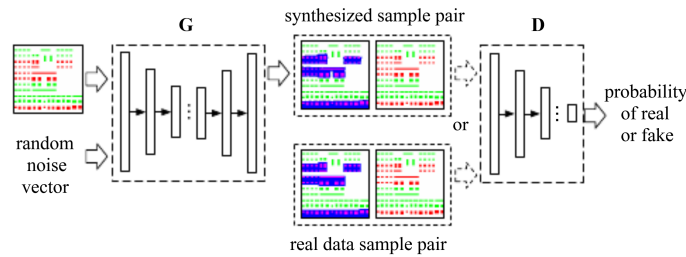 synthesized sample pair
G
D
probability
of real
or fake
or
random
noise
vector
real data sample pair